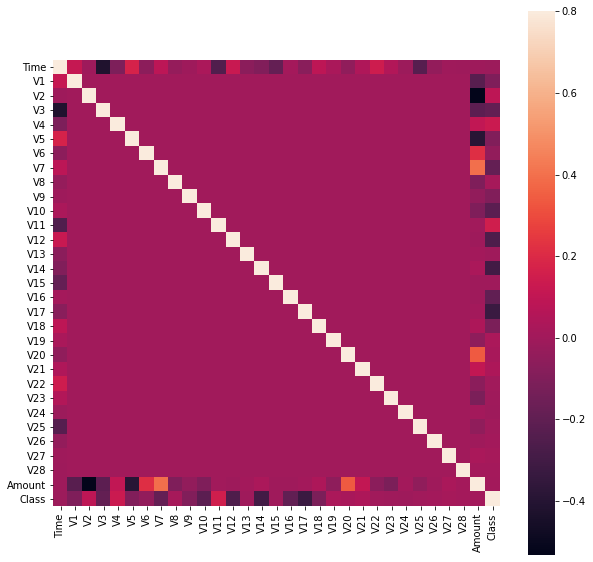 Time
V1
V2
V3
V4
V5
V6
V7
V8
V9
V10
V11
V12
V13
V14
V15
V16
V17
V18
V19
V20
V21
V22
V23
V24
V25
V26
V27
V28
Amount
Class
Time V1 V2 V3 V4 V5 V6 V7 V8 V9 V10 V11 V12 V13 V14 V15 V16 V17 V18 V19 V20 V21 V22 V23 V24 V25 V26 V27 V28 Amount Class
0.8
0.6
0.4
0.2
0.0
−0.2
−0.4